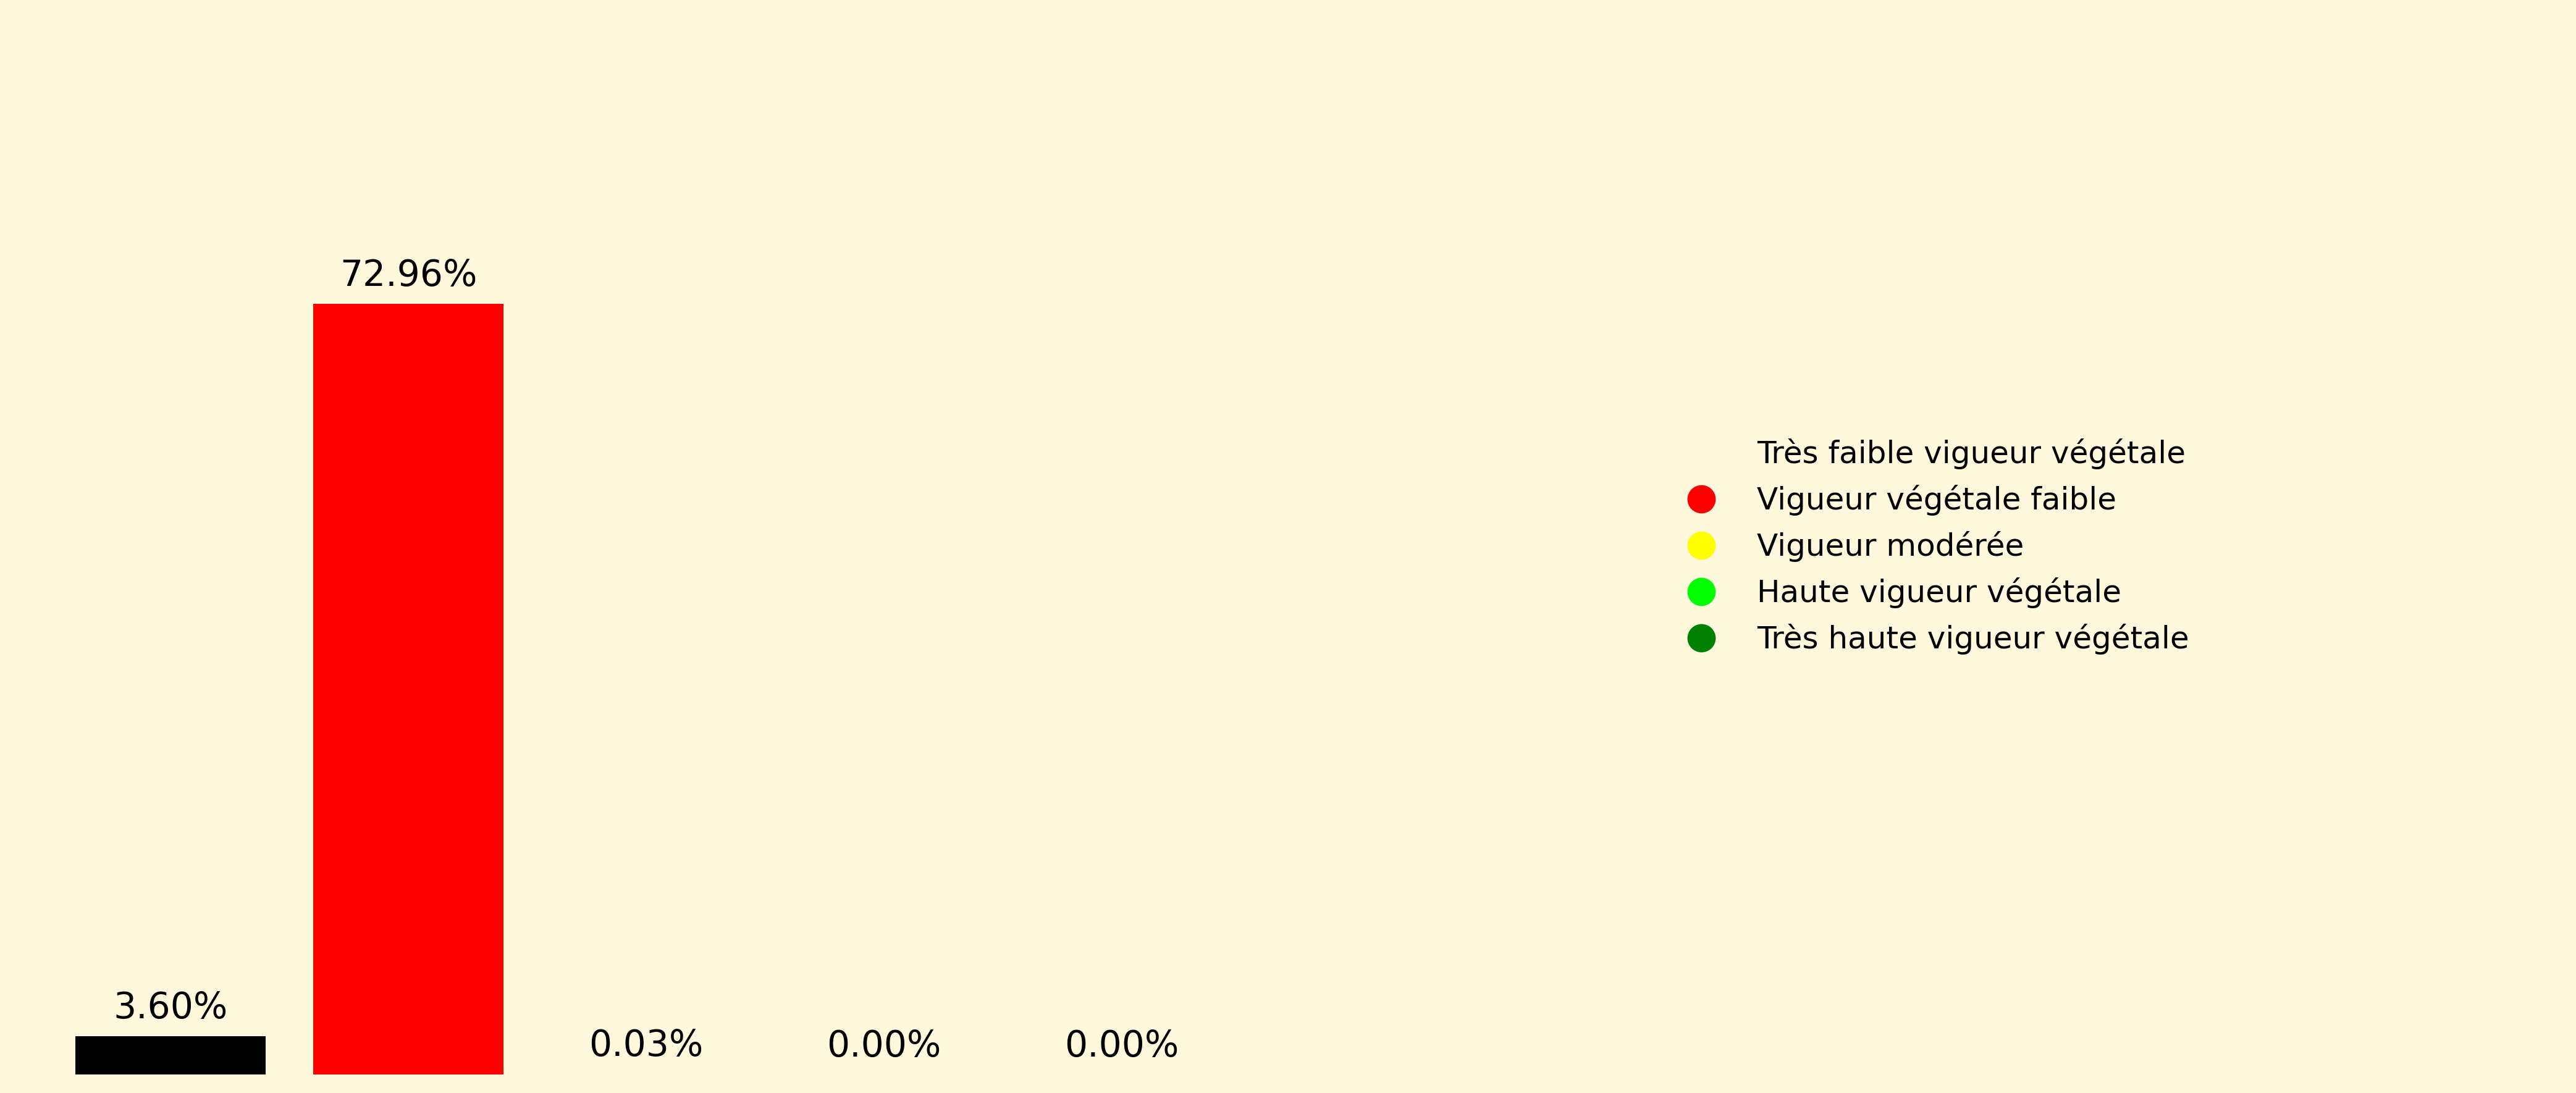 72.96%
3.60%
0.03%
0.00%
0.00%
Très faible vigueur végétale
Vigueur végétale faible
Vigueur modérée
Haute vigueur végétale
Très haute vigueur végétale